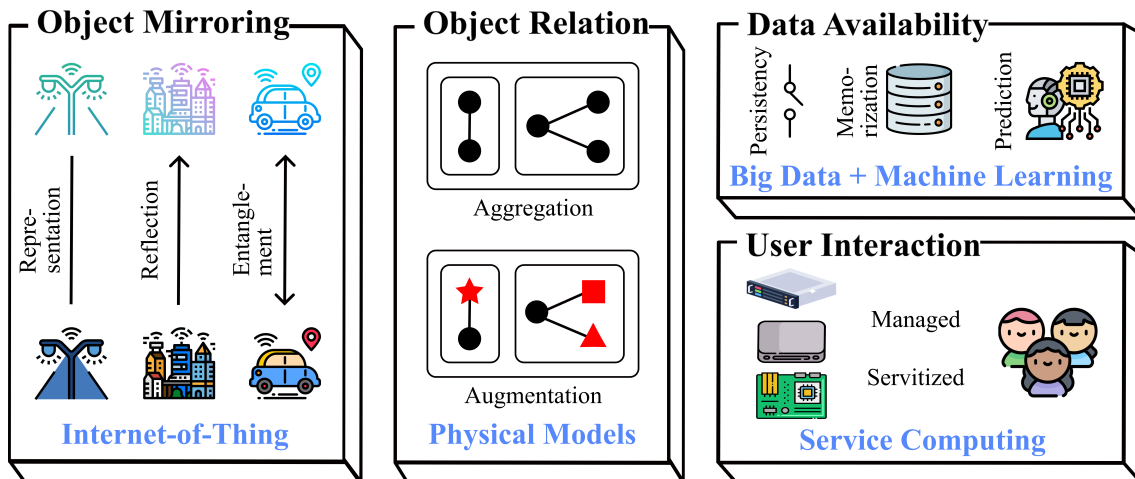 Object Mirroring
Repre-
sentation
Reflection
Entangle-
ment
Internet-of-Thing
Object Relation
Aggregation
Augmentation
Physical Models
Data Availability
Persistency
Memo-
rization
Prediction
Big Data + Machine Learning
User Interaction
Managed
Servitized
Service Computing